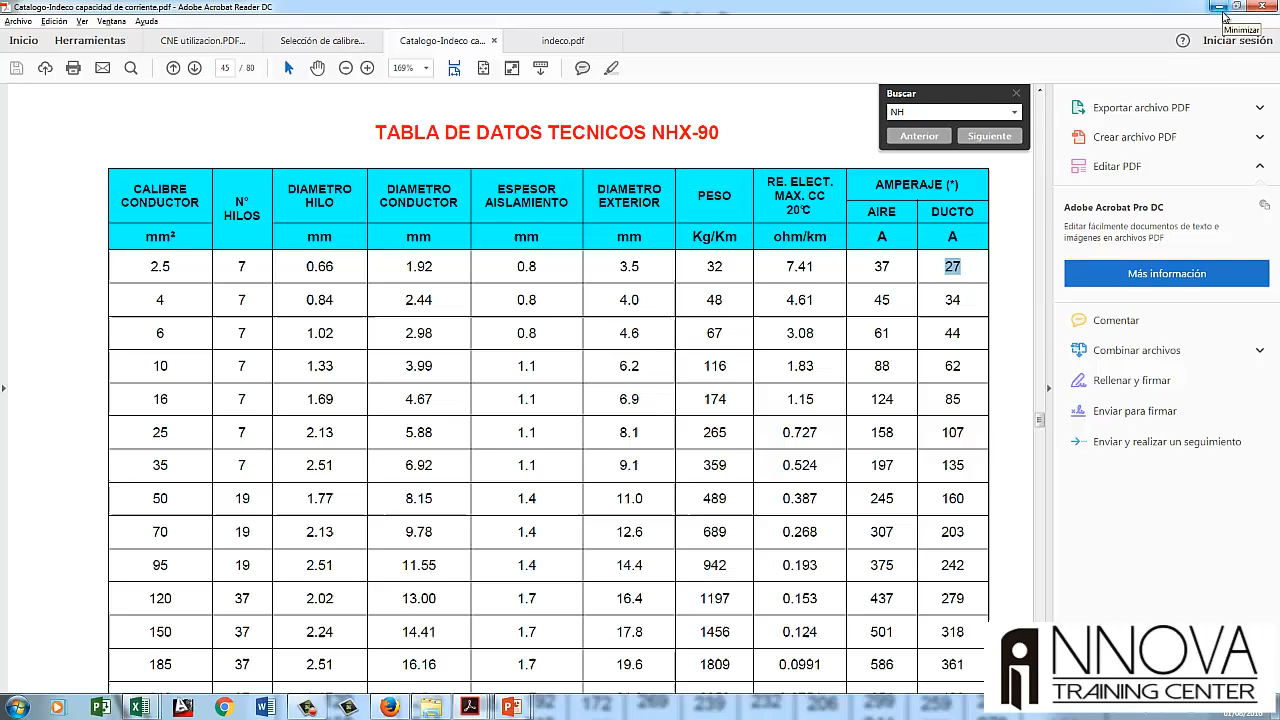 Catalogo-Indeco capacidad de corriente.pdf - Adobe Acrobat Reader DC
Archivo Edición Ver Ventana Ayuda
Minimizar
Inicio Herramientas CNE utilizacion.PDF... Selección de calibre... Catalogo-Indeco ca... × indeco.pdf Iniciar sesión
45 / 80 169%
Buscar
NH
Anterior Siguiente
TABLA DE DATOS TECNICOS NHX-90
CALIBRE CONDUCTOR N° HILOS DIAMETRO HILO DIAMETRO CONDUCTOR ESPESOR AISLAMIENTO DIAMETRO EXTERIOR PESO RE. ELECT. MAX. CC 20°C AMPERAJE (*)
AIRE DUCTO
mm² mm mm mm mm Kg/Km ohm/km A A
2.5 7 0.66 1.92 0.8 3.5 32 7.41 37 27
4 7 0.84 2.44 0.8 4.0 48 4.61 45 34
6 7 1.02 2.98 0.8 4.6 67 3.08 61 44
10 7 1.33 3.99 1.1 6.2 116 1.83 88 62
16 7 1.69 4.67 1.1 6.9 174 1.15 124 85
25 7 2.13 5.88 1.1 8.1 265 0.727 158 107
35 7 2.51 6.92 1.1 9.1 359 0.524 197 135
50 19 1.77 8.15 1.4 11.0 489 0.387 245 160
70 19 2.13 9.78 1.4 12.6 689 0.268 307 203
95 19 2.51 11.55 1.4 14.4 942 0.193 375 242
120 37 2.02 13.00 1.7 16.4 1197 0.153 437 279
150 37 2.24 14.41 1.7 17.8 1456 0.124 501 318
185 37 2.51 16.16 1.7 19.6 1809 0.0991 586 361
Exportar archivo PDF
Crear archivo PDF
Editar PDF
Adobe Acrobat Pro DC
Editar fácilmente documentos de texto e
imágenes en archivos PDF
Más información
Comentar
Combinar archivos
Rellenar y firmar
Enviar para firmar
Enviar y realizar un seguimiento
INNOVA
TRAINING CENTER